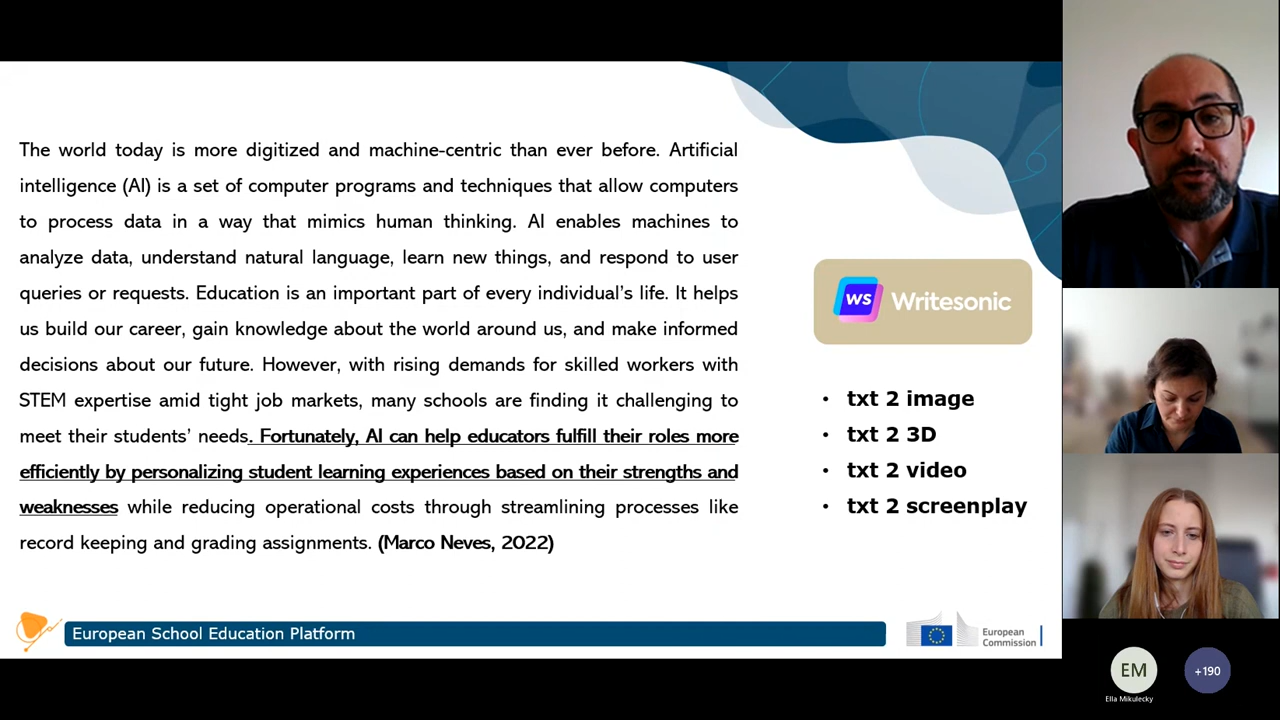 The world today is more digitized and machine-centric than ever before. Artificial
intelligence (AI) is a set of computer programs and techniques that allow computers
to process data in a way that mimics human thinking. AI enables machines to
analyze data, understand natural language, learn new things, and respond to user
queries or requests. Education is an important part of every individual’s life. It helps
us build our career, gain knowledge about the world around us, and make informed
decisions about our future. However, with rising demands for skilled workers with
STEM expertise amid tight job markets, many schools are finding it challenging to
meet their students’ needs. Fortunately, AI can help educators fulfill their roles more
efficiently by personalizing student learning experiences based on their strengths and
weaknesses while reducing operational costs through streamlining processes like
record keeping and grading assignments. (Marco Neves, 2022)
ws Writesonic
• txt 2 image
• txt 2 3D
• txt 2 video
• txt 2 screenplay
European School Education Platform
European
Commission
EM
+190
Ella Mikulecky